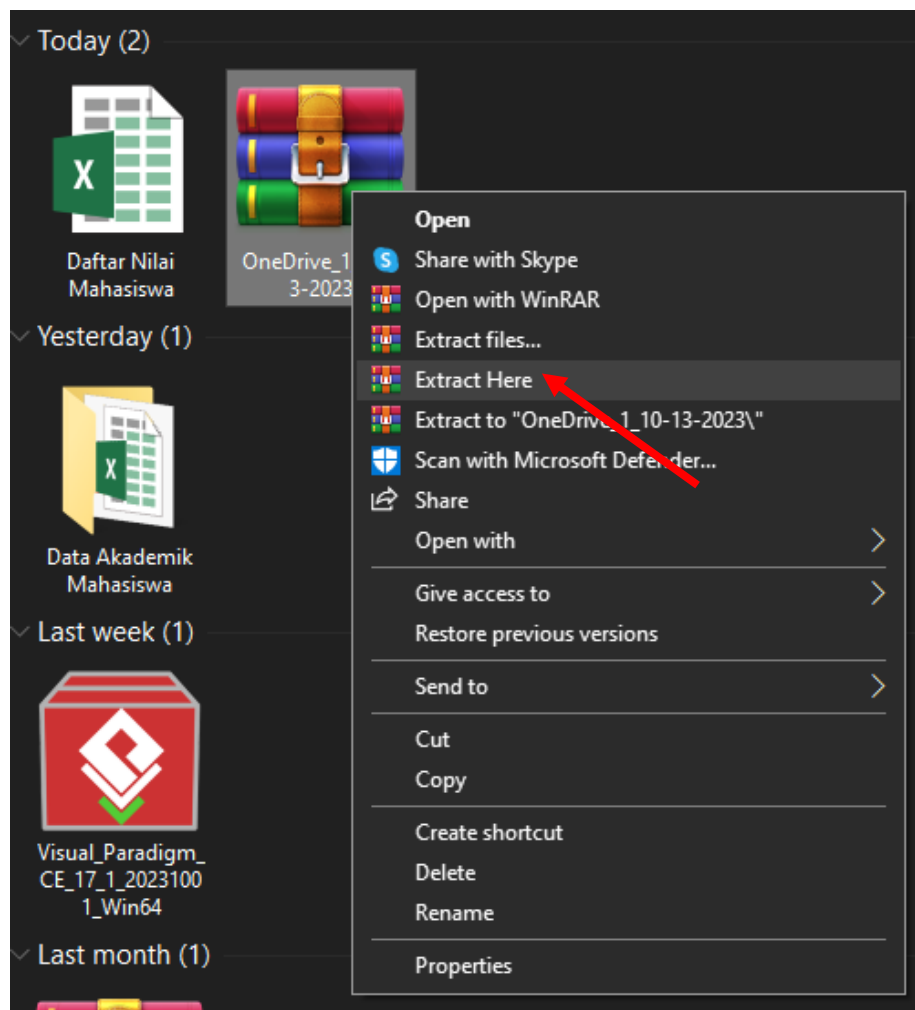 Today (2)
X
Daftar Nilai
Mahasiswa
OneDrive_1
3-2023
Yesterday (1)
X
Data Akademik
Mahasiswa
Last week (1)
Visual_Paradigm_
CE_17_1_2023100
1_Win64
Last month (1)
Open
S
Share with Skype
Open with WinRAR
Extract files...
Extract Here
Extract to "OneDrive_1_10-13-2023\"
Scan with Microsoft Defender...
Share
Open with
Give access to
Restore previous versions
Send to
Cut
Copy
Create shortcut
Delete
Rename
Properties